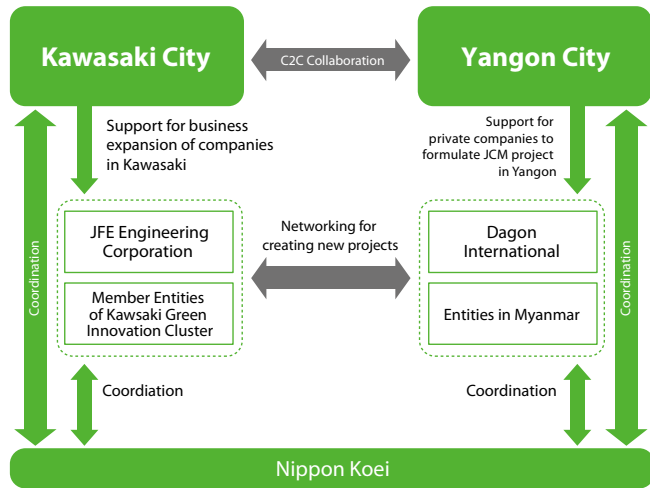 Kawasaki City
C2C Collaboration
Yangon City
Support for business
expansion of companies
in Kawasaki
Support for
private companies to
formulate JCM project
in Yangon
Coordination
JFE Engineering
Corporation
Member Entities
of Kawsaki Green
Innovation Cluster
Networking for
creating new projects
Dagon
International
Entities in Myanmar
Coordination
Coordiation
Coordination
Nippon Koei